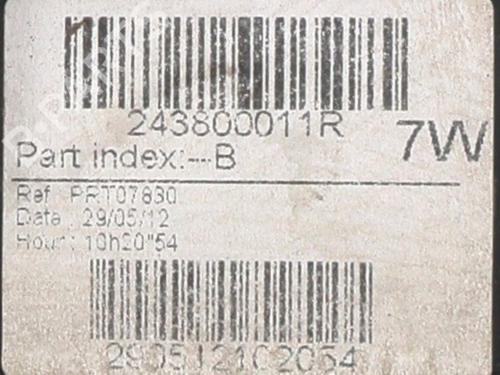 243800011R
7W
Part index:---B
Ref : PRT07830
Date : 29/05/12
Hour : 10h20"54
290512102054